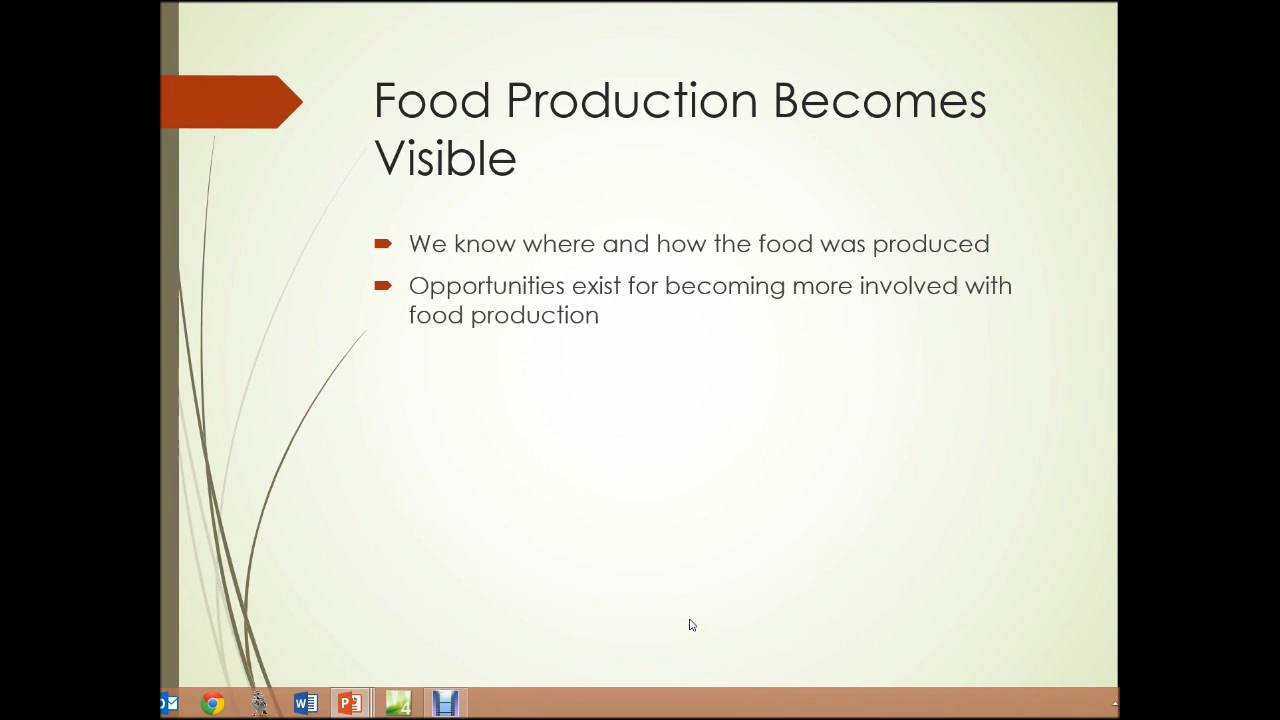 Food Production Becomes
Visible
We know where and how the food was produced
Opportunities exist for becoming more involved with
food production